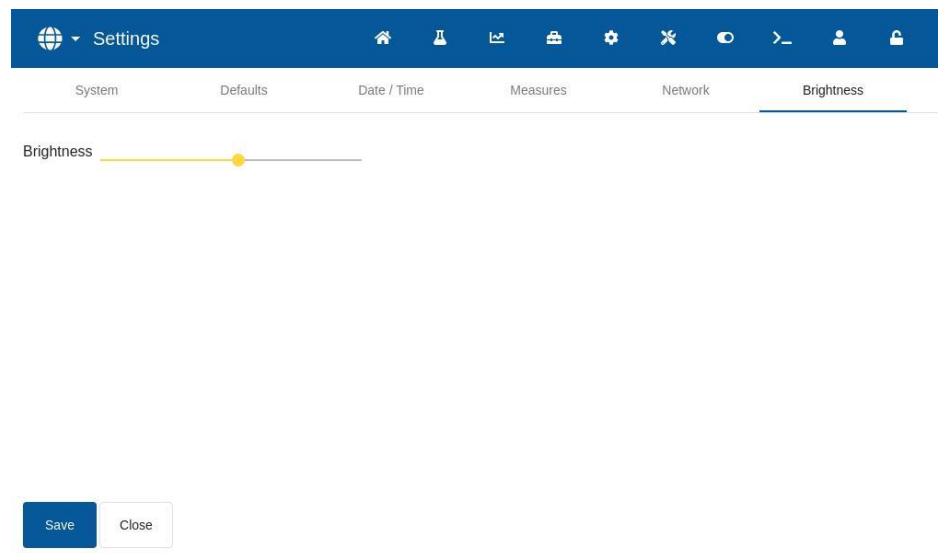 Settings
System Defaults Date / Time Measures Network Brightness
Brightness
Save Close